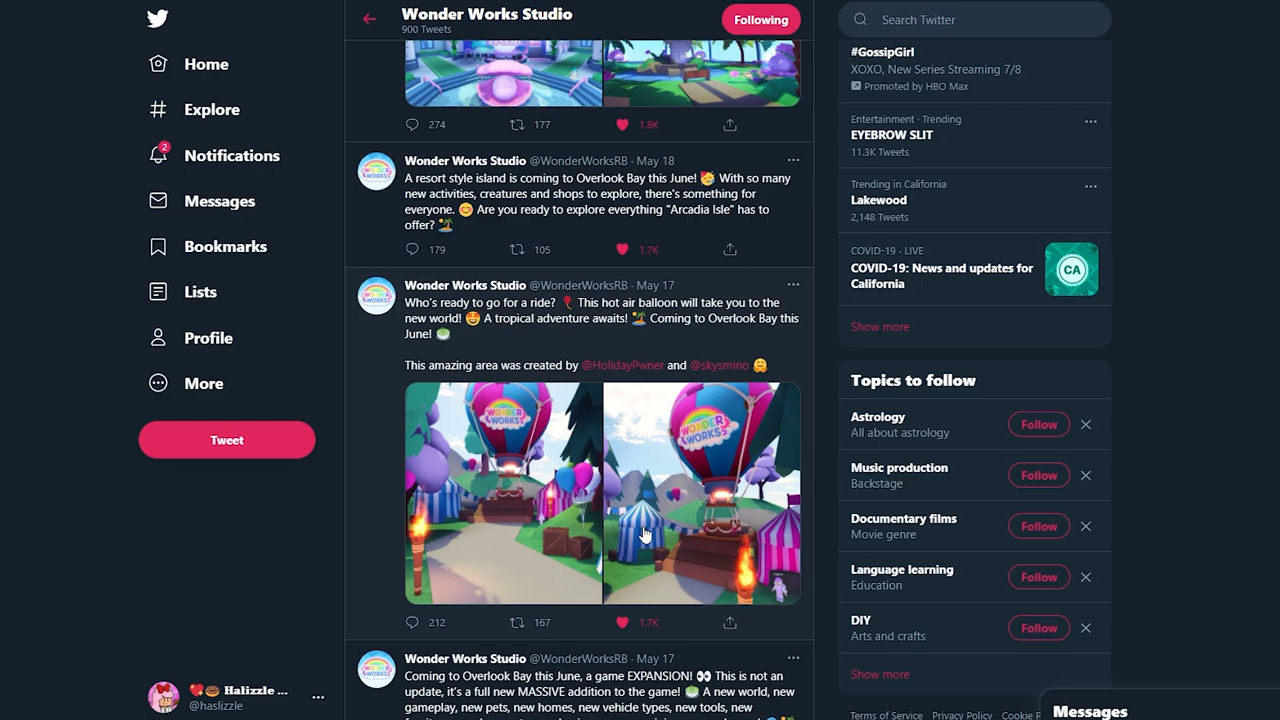 Home
Explore
2
Notifications
Messages
Bookmarks
Lists
Profile
More
Tweet
Halizzle ...
@haslizzle
Wonder Works Studio
900 Tweets
Following
274
177
1.8K
Wonder Works Studio @WonderWorksRB · May 18
A resort style island is coming to Overlook Bay this June! 🥳 With so many
new activities, creatures and shops to explore, there's something for
everyone. 😊 Are you ready to explore everything "Arcadia Isle" has to
offer? 🏝️
179
105
1.7K
Wonder Works Studio @WonderWorksRB · May 17
Who's ready to go for a ride? 🎈 This hot air balloon will take you to the
new world! 🤩 A tropical adventure awaits! 🏝️ Coming to Overlook Bay this
June!
This amazing area was created by @HolidayPwner and @skysmino 🤗
WONDER
WORKS
WONDER
WORKS
212
167
1.7K
Wonder Works Studio @WonderWorksRB · May 17
Coming to Overlook Bay this June, a game EXPANSION! 👀 This is not an
update, it's a full new MASSIVE addition to the game! A new world, new
gameplay, new pets, new homes, new vehicle types, new tools, new
Search Twitter
#GossipGirl
XOXO, New Series Streaming 7/8
Promoted by HBO Max
Entertainment · Trending
EYEBROW SLIT
11.3K Tweets
Trending in California
Lakewood
2,148 Tweets
COVID-19 · LIVE
COVID-19: News and updates for
California
CA
Show more
Topics to follow
Astrology
All about astrology
Follow
Music production
Backstage
Follow
Documentary films
Movie genre
Follow
Language learning
Education
Follow
DIY
Arts and crafts
Follow
Show more
Terms of Service Privacy Policy Cookie
Messages